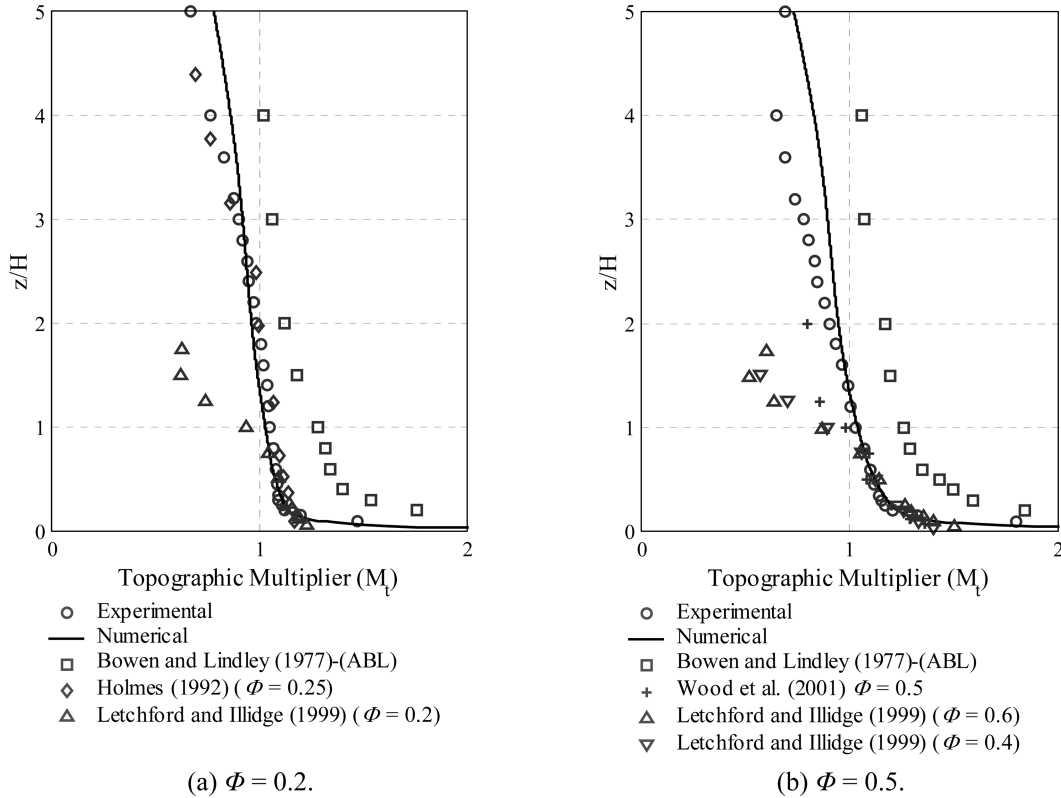 5
4
3
2
1
0
z/H
0
1
2
Topographic Multiplier (Mt)
Experimental
Numerical
Bowen and Lindley (1977)-(ABL)
Holmes (1992) ( Φ = 0.25)
Letchford and Illidge (1999) ( Φ = 0.2)
(a) Φ = 0.2.
5
4
3
2
1
0
z/H
0
1
2
Topographic Multiplier (Mt)
Experimental
Numerical
Bowen and Lindley (1977)-(ABL)
Wood et al. (2001) Φ = 0.5
Letchford and Illidge (1999) ( Φ = 0.6)
Letchford and Illidge (1999) ( Φ = 0.4)
(b) Φ = 0.5.